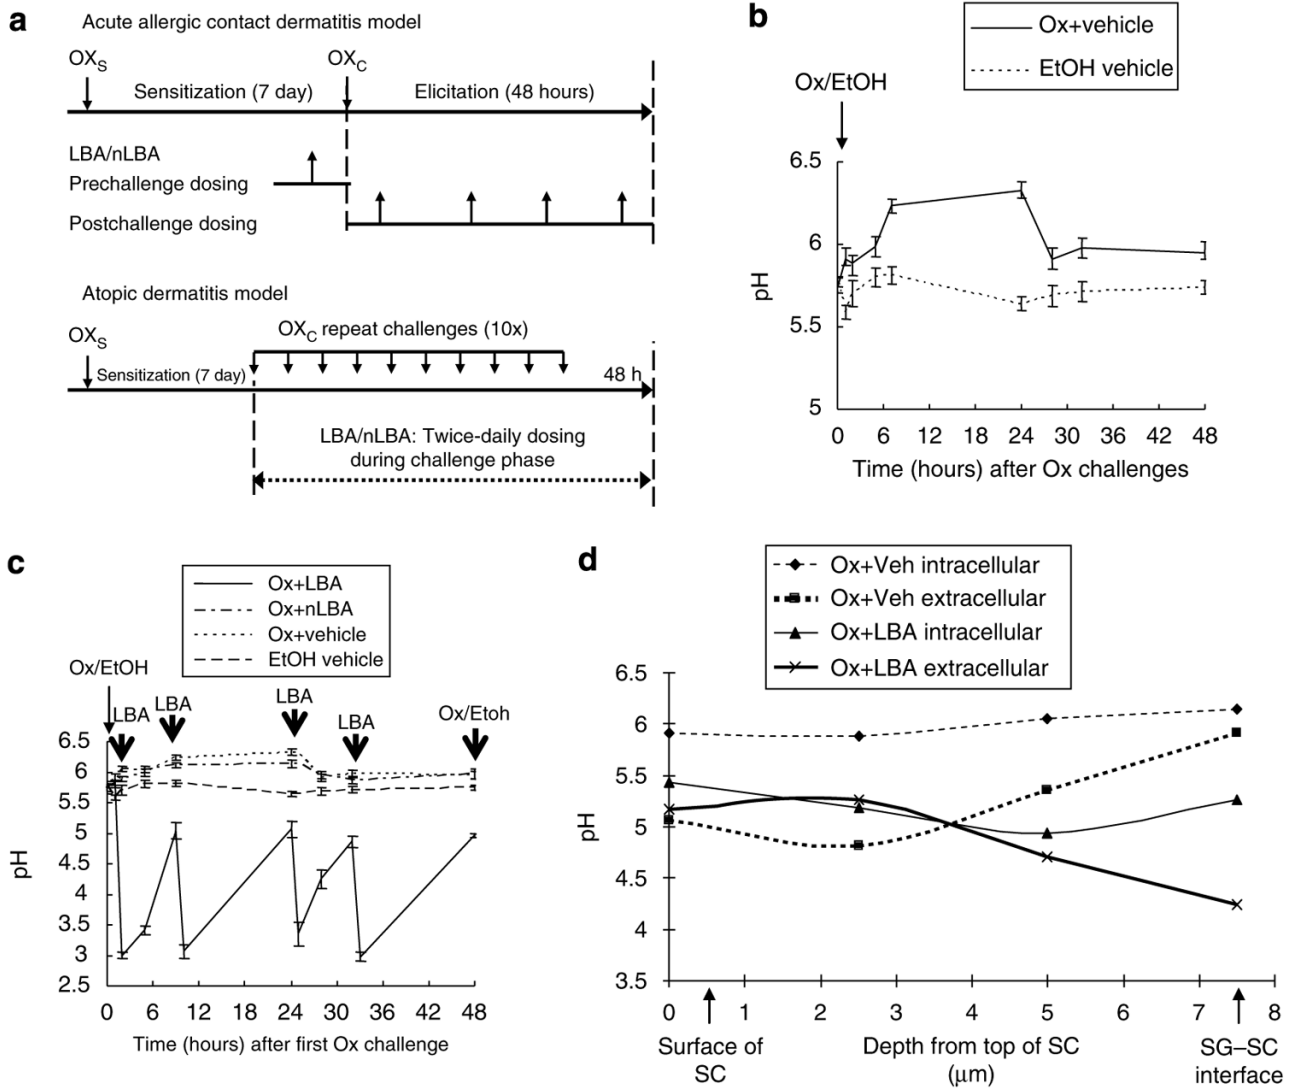 a
Acute allergic contact dermatitis model
OXS
OXC
Sensitization (7 day)
Elicitation (48 hours)
LBA/nLBA
Prechallenge dosing
Postchallenge dosing
Atopic dermatitis model
OXC repeat challenges (10x)
OXS
Sensitization (7 day)
48 h
LBA/nLBA: Twice-daily dosing
during challenge phase
b
Ox+vehicle
EtOH vehicle
Ox/EtOH
6.5
6
5.5
5
pH
0 6 12 18 24 30 36 42 48
Time (hours) after Ox challenges
c
Ox+LBA
Ox+nLBA
Ox+vehicle
EtOH vehicle
Ox/EtOH
LBA
LBA
LBA
LBA
Ox/Etoh
6.5
6
5.5
5
4.5
4
3.5
3
2.5
pH
0 6 12 18 24 30 36 42 48
Time (hours) after first Ox challenge
d
Ox+Veh intracellular
Ox+Veh extracellular
Ox+LBA intracellular
Ox+LBA extracellular
6.5
6
5.5
5
4.5
4
3.5
pH
0 1 2 3 4 5 6 7 8
Surface of
SC
Depth from top of SC
(μm)
SG–SC
interface